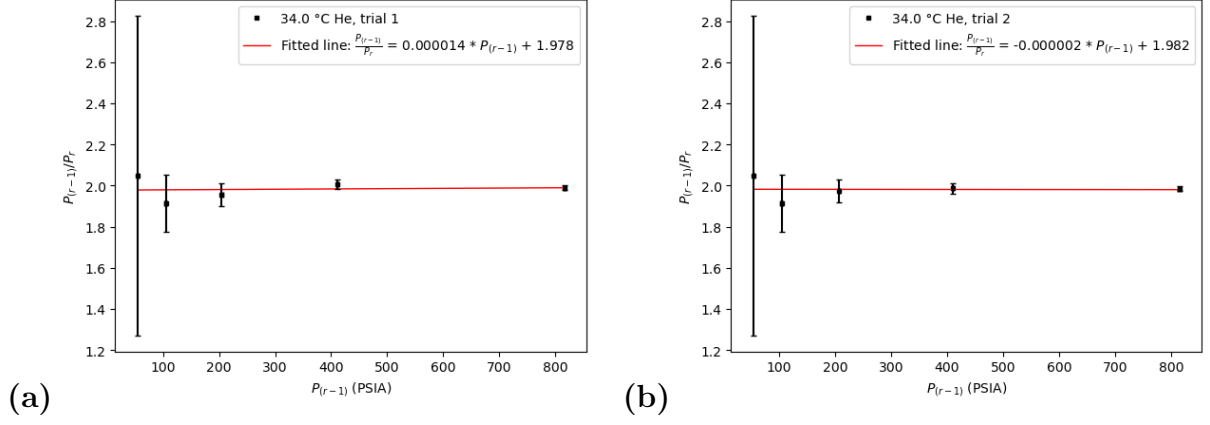 34.0 °C He, trial 1
Fitted line: P(r−1)/Pr = 0.000014 * P(r−1) + 1.978
2.8
2.6
2.4
2.2
2.0
1.8
1.6
1.4
1.2
P(r−1)/Pr
100 200 300 400 500 600 700 800
P(r−1) (PSIA)
(a)
34.0 °C He, trial 2
Fitted line: P(r−1)/Pr = -0.000002 * P(r−1) + 1.982
2.8
2.6
2.4
2.2
2.0
1.8
1.6
1.4
1.2
P(r−1)/Pr
100 200 300 400 500 600 700 800
P(r−1) (PSIA)
(b)